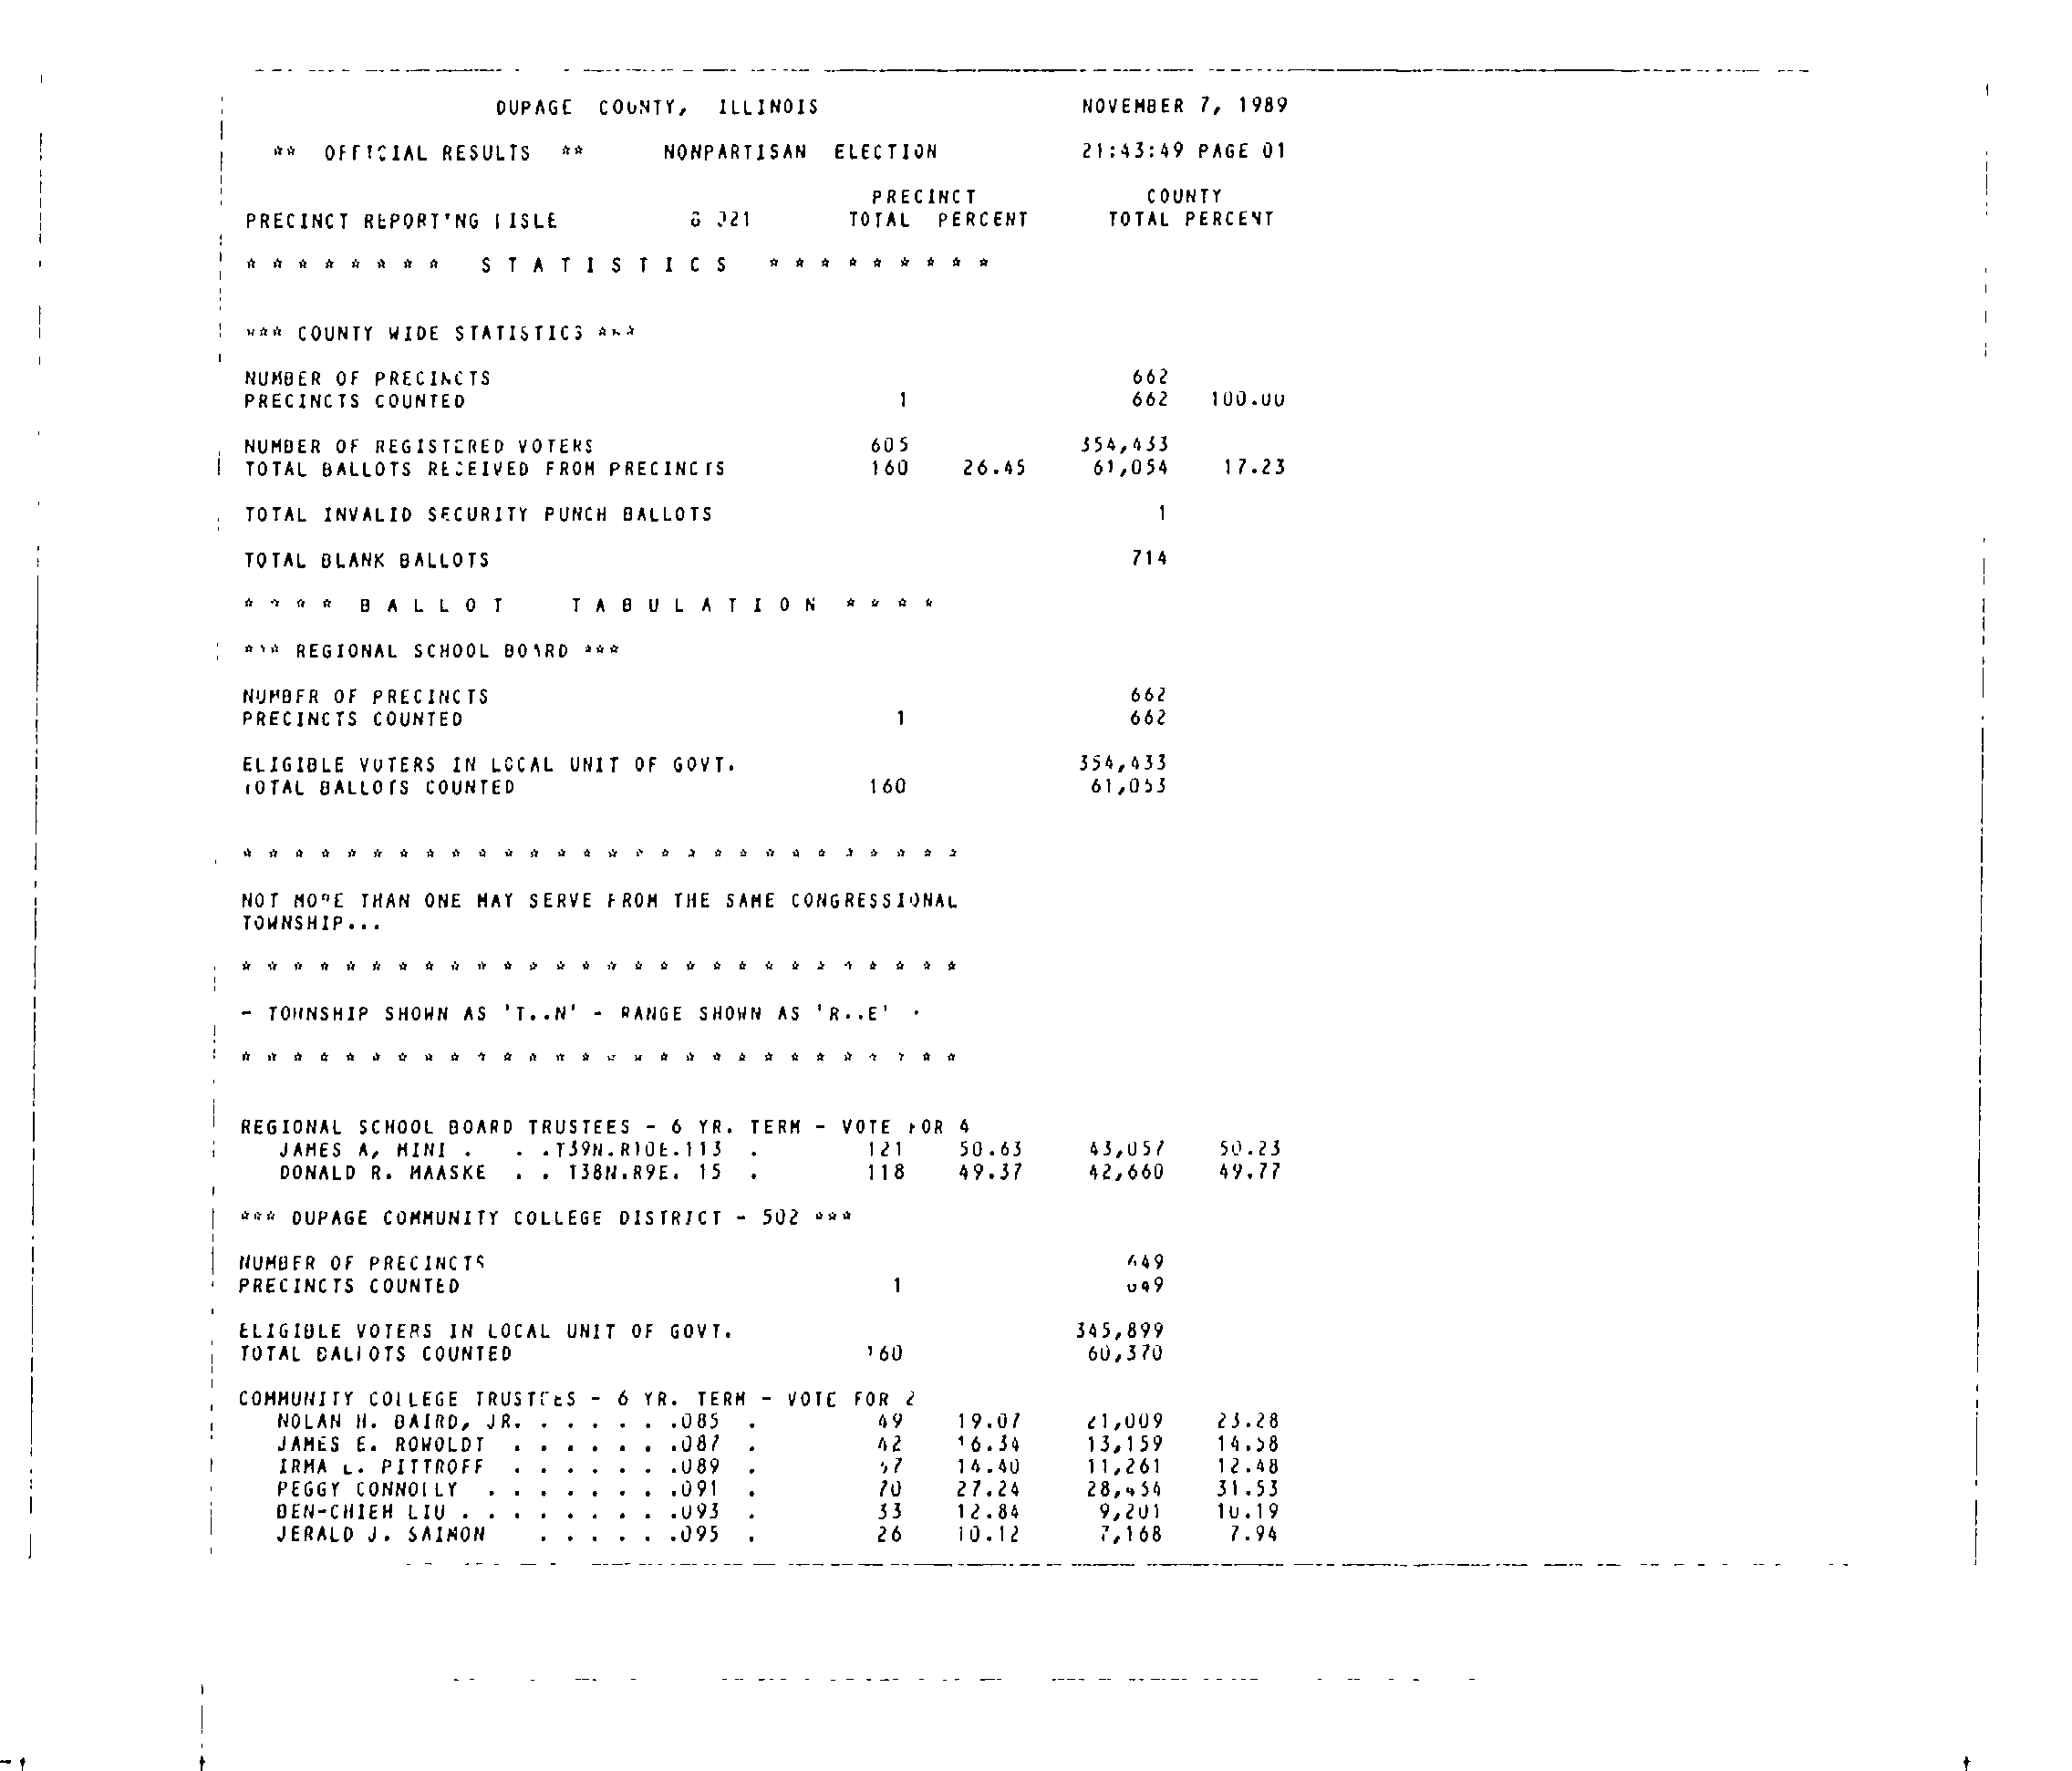 DUPAGE COUNTY, ILLINOIS NOVEMBER 7, 1989
** OFFICIAL RESULTS ** NONPARTISAN ELECTION 21:43:49 PAGE 01
PRECINCT COUNTY
PRECINCT REPORTING LISLE 021 TOTAL PERCENT TOTAL PERCENT
* * * * * * * * S T A T I S T I C S * * * * * * * * *
*** COUNTY WIDE STATISTICS ***
NUMBER OF PRECINCTS 662
PRECINCTS COUNTED 1 662 100.00
NUMBER OF REGISTERED VOTERS 605 354,433
TOTAL BALLOTS RECEIVED FROM PRECINCTS 160 26.45 61,054 17.23
TOTAL INVALID SECURITY PUNCH BALLOTS 1
TOTAL BLANK BALLOTS 714
* * * * B A L L O T T A B U L A T I O N * * * *
*** REGIONAL SCHOOL BOARD ***
NUMBER OF PRECINCTS 662
PRECINCTS COUNTED 1 662
ELIGIBLE VOTERS IN LOCAL UNIT OF GOVT. 354,433
TOTAL BALLOTS COUNTED 160 61,053
* * * * * * * * * * * * * * * * * * * * * * * * * * * *
NOT MORE THAN ONE MAY SERVE FROM THE SAME CONGRESSIONAL
TOWNSHIP...
* * * * * * * * * * * * * * * * * * * * * * * * * * * *
- TOWNSHIP SHOWN AS 'T..N' - RANGE SHOWN AS 'R..E' -
* * * * * * * * * * * * * * * * * * * * * * * * * * * *
REGIONAL SCHOOL BOARD TRUSTEES - 6 YR. TERM - VOTE FOR 4
JAMES A, MINI . . .T39N.R10E.113 . 121 50.63 43,057 50.23
DONALD R. MAASKE . . T38N.R9E. 15 . 118 49.37 42,660 49.77
*** DUPAGE COMMUNITY COLLEGE DISTRICT - 502 ***
NUMBER OF PRECINCTS 649
PRECINCTS COUNTED 1 649
ELIGIBLE VOTERS IN LOCAL UNIT OF GOVT. 345,899
TOTAL BALLOTS COUNTED 160 60,370
COMMUNITY COLLEGE TRUSTEES - 6 YR. TERM - VOTE FOR 2
NOLAN H. BAIRD, JR. . . . . . .085 . 49 19.07 21,009 23.28
JAMES E. ROWOLDT . . . . . . .087 . 42 16.34 13,159 14.58
IRMA L. PITTROFF . . . . . . .089 . 37 14.40 11,261 12.48
PEGGY CONNOLLY . . . . . . . .091 . 70 27.24 28,454 31.53
BEN-CHIEH LIU . . . . . . . . .093 . 33 12.84 9,201 10.19
JERALD J. SAIMON . . . . . .095 . 26 10.12 7,168 7.94